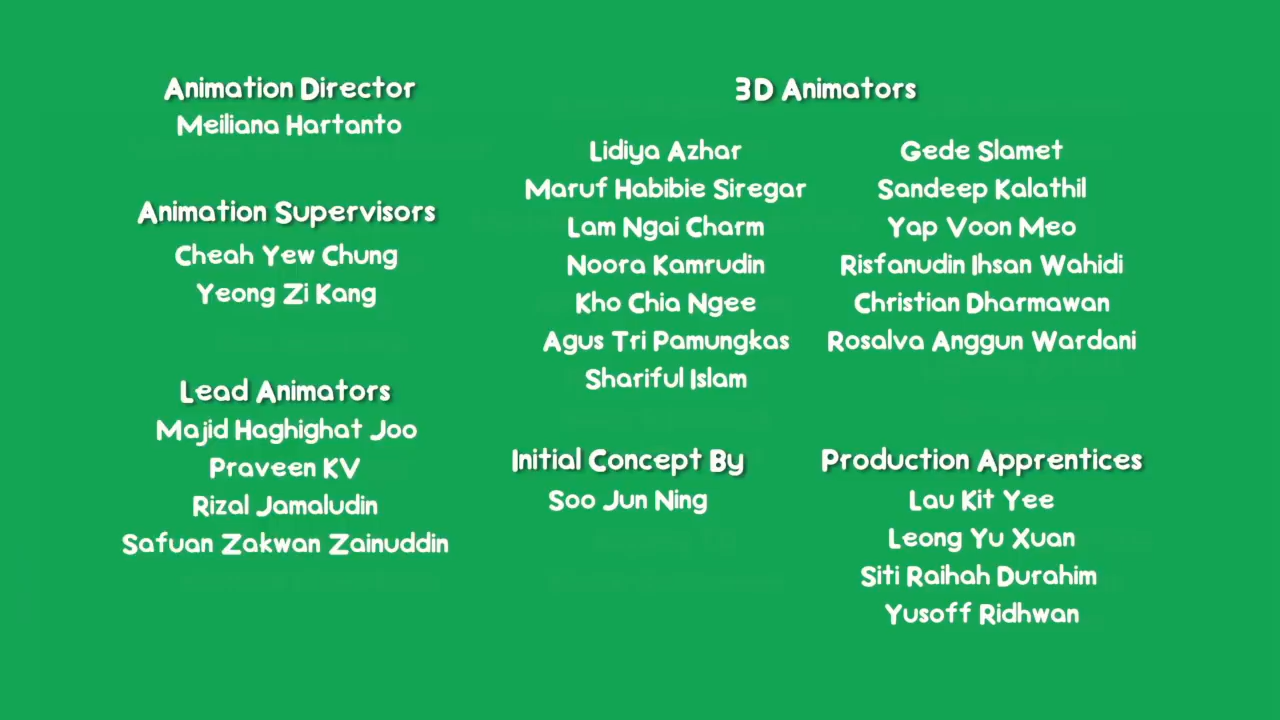 Animation Director
Meiliana Hartanto
Animation Supervisors
Cheah Yew Chung
Yeong Zi Kang
Lead Animators
Majid Haghighat Joo
Praveen KV
Rizal Jamaludin
Safuan Zakwan Zainuddin
3D Animators
Lidiya Azhar
Maruf Habibie Siregar
Lam Ngai Charm
Noora Kamrudin
Kho Chia Ngee
Agus Tri Pamungkas
Shariful Islam
Gede Slamet
Sandeep Kalathil
Yap Voon Meo
Risfanudin Ihsan Wahidi
Christian Dharmawan
Rosalva Anggun Wardani
Initial Concept By
Soo Jun Ning
Production Apprentices
Lau Kit Yee
Leong Yu Xuan
Siti Raihah Durahim
Yusoff Ridhwan